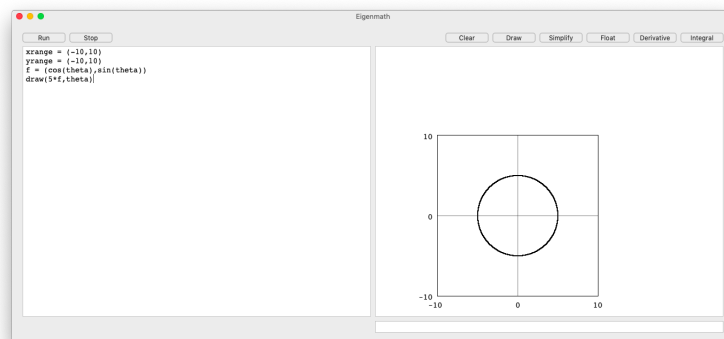 Eigenmath
Run Stop Clear Draw Simplify Float Derivative Integral
xrange = (-10,10)
yrange = (-10,10)
f = (cos(theta),sin(theta))
draw(5*f,theta)
10
0
-10
-10 0 10